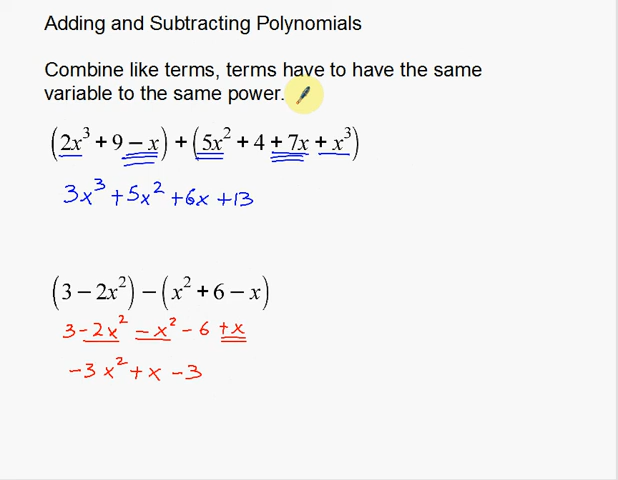 Adding and Subtracting Polynomials
Combine like terms, terms have to have the same
variable to the same power.
(2x³ + 9 − x) + (5x² + 4 + 7x + x³)
3x³ + 5x² + 6x + 13
(3 − 2x²) − (x² + 6 − x)
3 - 2x² - x² - 6 + x
-3x² + x - 3